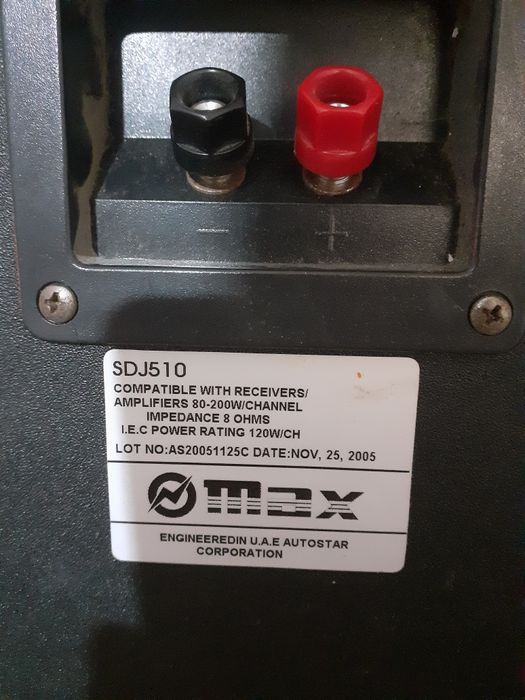 - +
SDJ510
COMPATIBLE WITH RECEIVERS/
AMPLIFIERS 80-200W/CHANNEL
IMPEDANCE 8 OHMS
I.E.C POWER RATING 120W/CH
LOT NO:AS20051125C DATE:NOV, 25, 2005
max
ENGINEEREDIN U.A.E AUTOSTAR
CORPORATION